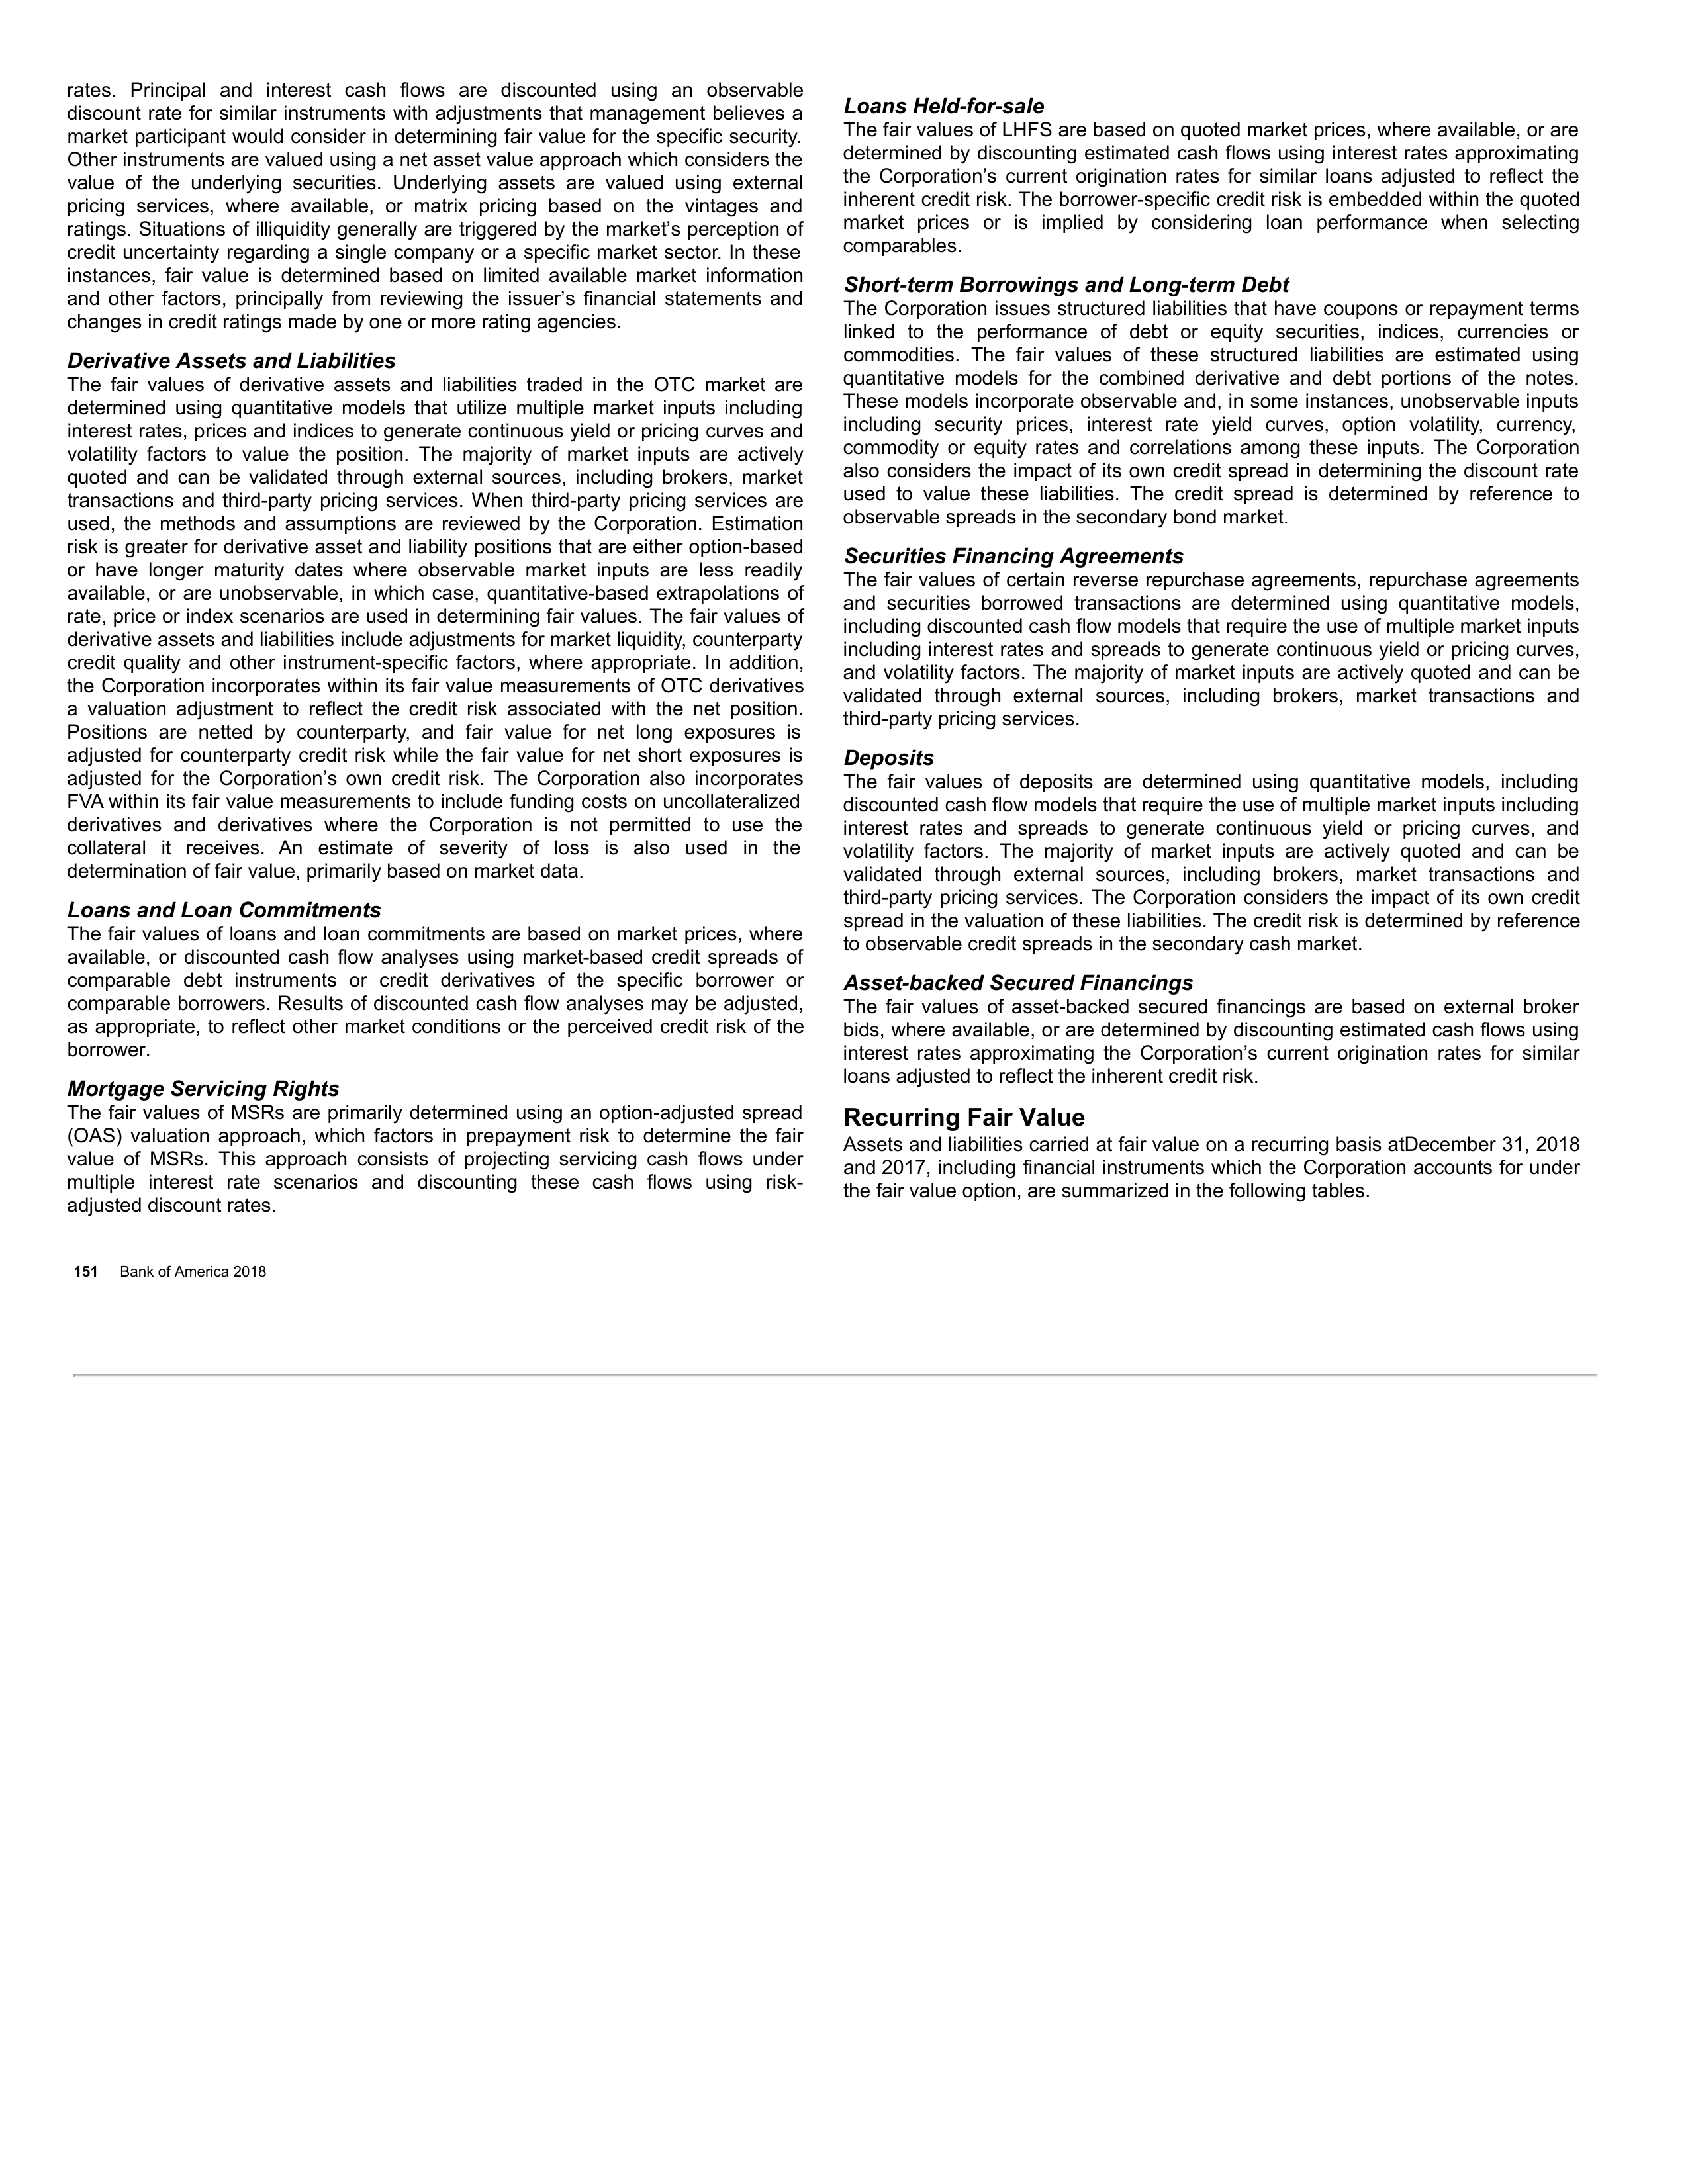 rates. Principal and interest cash flows are discounted using an observable
discount rate for similar instruments with adjustments that management believes a
market participant would consider in determining fair value for the specific security.
Other instruments are valued using a net asset value approach which considers the
value of the underlying securities. Underlying assets are valued using external
pricing services, where available, or matrix pricing based on the vintages and
ratings. Situations of illiquidity generally are triggered by the market’s perception of
credit uncertainty regarding a single company or a specific market sector. In these
instances, fair value is determined based on limited available market information
and other factors, principally from reviewing the issuer’s financial statements and
changes in credit ratings made by one or more rating agencies.
Derivative Assets and Liabilities
The fair values of derivative assets and liabilities traded in the OTC market are
determined using quantitative models that utilize multiple market inputs including
interest rates, prices and indices to generate continuous yield or pricing curves and
volatility factors to value the position. The majority of market inputs are actively
quoted and can be validated through external sources, including brokers, market
transactions and third-party pricing services. When third-party pricing services are
used, the methods and assumptions are reviewed by the Corporation. Estimation
risk is greater for derivative asset and liability positions that are either option-based
or have longer maturity dates where observable market inputs are less readily
available, or are unobservable, in which case, quantitative-based extrapolations of
rate, price or index scenarios are used in determining fair values. The fair values of
derivative assets and liabilities include adjustments for market liquidity, counterparty
credit quality and other instrument-specific factors, where appropriate. In addition,
the Corporation incorporates within its fair value measurements of OTC derivatives
a valuation adjustment to reflect the credit risk associated with the net position.
Positions are netted by counterparty, and fair value for net long exposures is
adjusted for counterparty credit risk while the fair value for net short exposures is
adjusted for the Corporation’s own credit risk. The Corporation also incorporates
FVA within its fair value measurements to include funding costs on uncollateralized
derivatives and derivatives where the Corporation is not permitted to use the
collateral it receives. An estimate of severity of loss is also used in the
determination of fair value, primarily based on market data.
Loans and Loan Commitments
The fair values of loans and loan commitments are based on market prices, where
available, or discounted cash flow analyses using market-based credit spreads of
comparable debt instruments or credit derivatives of the specific borrower or
comparable borrowers. Results of discounted cash flow analyses may be adjusted,
as appropriate, to reflect other market conditions or the perceived credit risk of the
borrower.
Mortgage Servicing Rights
The fair values of MSRs are primarily determined using an option-adjusted spread
(OAS) valuation approach, which factors in prepayment risk to determine the fair
value of MSRs. This approach consists of projecting servicing cash flows under
multiple interest rate scenarios and discounting these cash flows using risk-
adjusted discount rates.
Loans Held-for-sale
The fair values of LHFS are based on quoted market prices, where available, or are
determined by discounting estimated cash flows using interest rates approximating
the Corporation’s current origination rates for similar loans adjusted to reflect the
inherent credit risk. The borrower-specific credit risk is embedded within the quoted
market prices or is implied by considering loan performance when selecting
comparables.
Short-term Borrowings and Long-term Debt
The Corporation issues structured liabilities that have coupons or repayment terms
linked to the performance of debt or equity securities, indices, currencies or
commodities. The fair values of these structured liabilities are estimated using
quantitative models for the combined derivative and debt portions of the notes.
These models incorporate observable and, in some instances, unobservable inputs
including security prices, interest rate yield curves, option volatility, currency,
commodity or equity rates and correlations among these inputs. The Corporation
also considers the impact of its own credit spread in determining the discount rate
used to value these liabilities. The credit spread is determined by reference to
observable spreads in the secondary bond market.
Securities Financing Agreements
The fair values of certain reverse repurchase agreements, repurchase agreements
and securities borrowed transactions are determined using quantitative models,
including discounted cash flow models that require the use of multiple market inputs
including interest rates and spreads to generate continuous yield or pricing curves,
and volatility factors. The majority of market inputs are actively quoted and can be
validated through external sources, including brokers, market transactions and
third-party pricing services.
Deposits
The fair values of deposits are determined using quantitative models, including
discounted cash flow models that require the use of multiple market inputs including
interest rates and spreads to generate continuous yield or pricing curves, and
volatility factors. The majority of market inputs are actively quoted and can be
validated through external sources, including brokers, market transactions and
third-party pricing services. The Corporation considers the impact of its own credit
spread in the valuation of these liabilities. The credit risk is determined by reference
to observable credit spreads in the secondary cash market.
Asset-backed Secured Financings
The fair values of asset-backed secured financings are based on external broker
bids, where available, or are determined by discounting estimated cash flows using
interest rates approximating the Corporation’s current origination rates for similar
loans adjusted to reflect the inherent credit risk.
Recurring Fair Value
Assets and liabilities carried at fair value on a recurring basis atDecember 31, 2018
and 2017, including financial instruments which the Corporation accounts for under
the fair value option, are summarized in the following tables.
151 Bank of America 2018